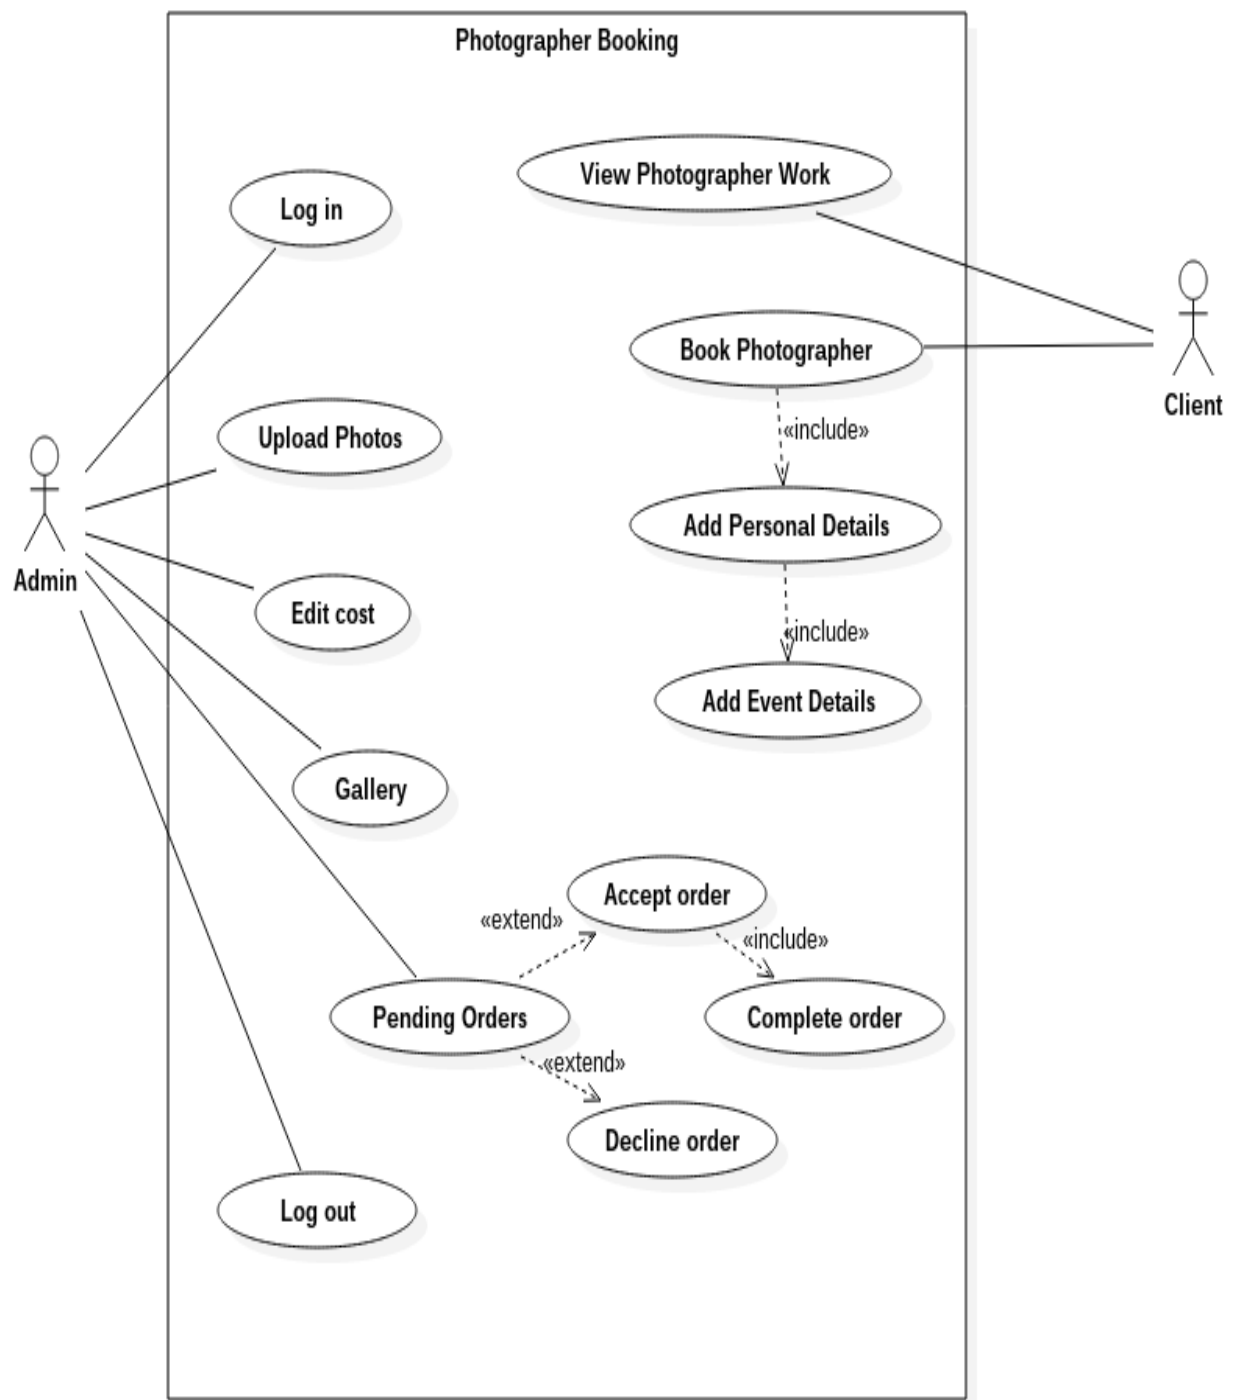 Photographer Booking
View Photographer Work
Log in
Book Photographer
Client
«include»
Upload Photos
Add Personal Details
Admin
Edit cost
«include»
Add Event Details
Gallery
Accept order
«extend»
«include»
Pending Orders
Complete order
«extend»
Decline order
Log out